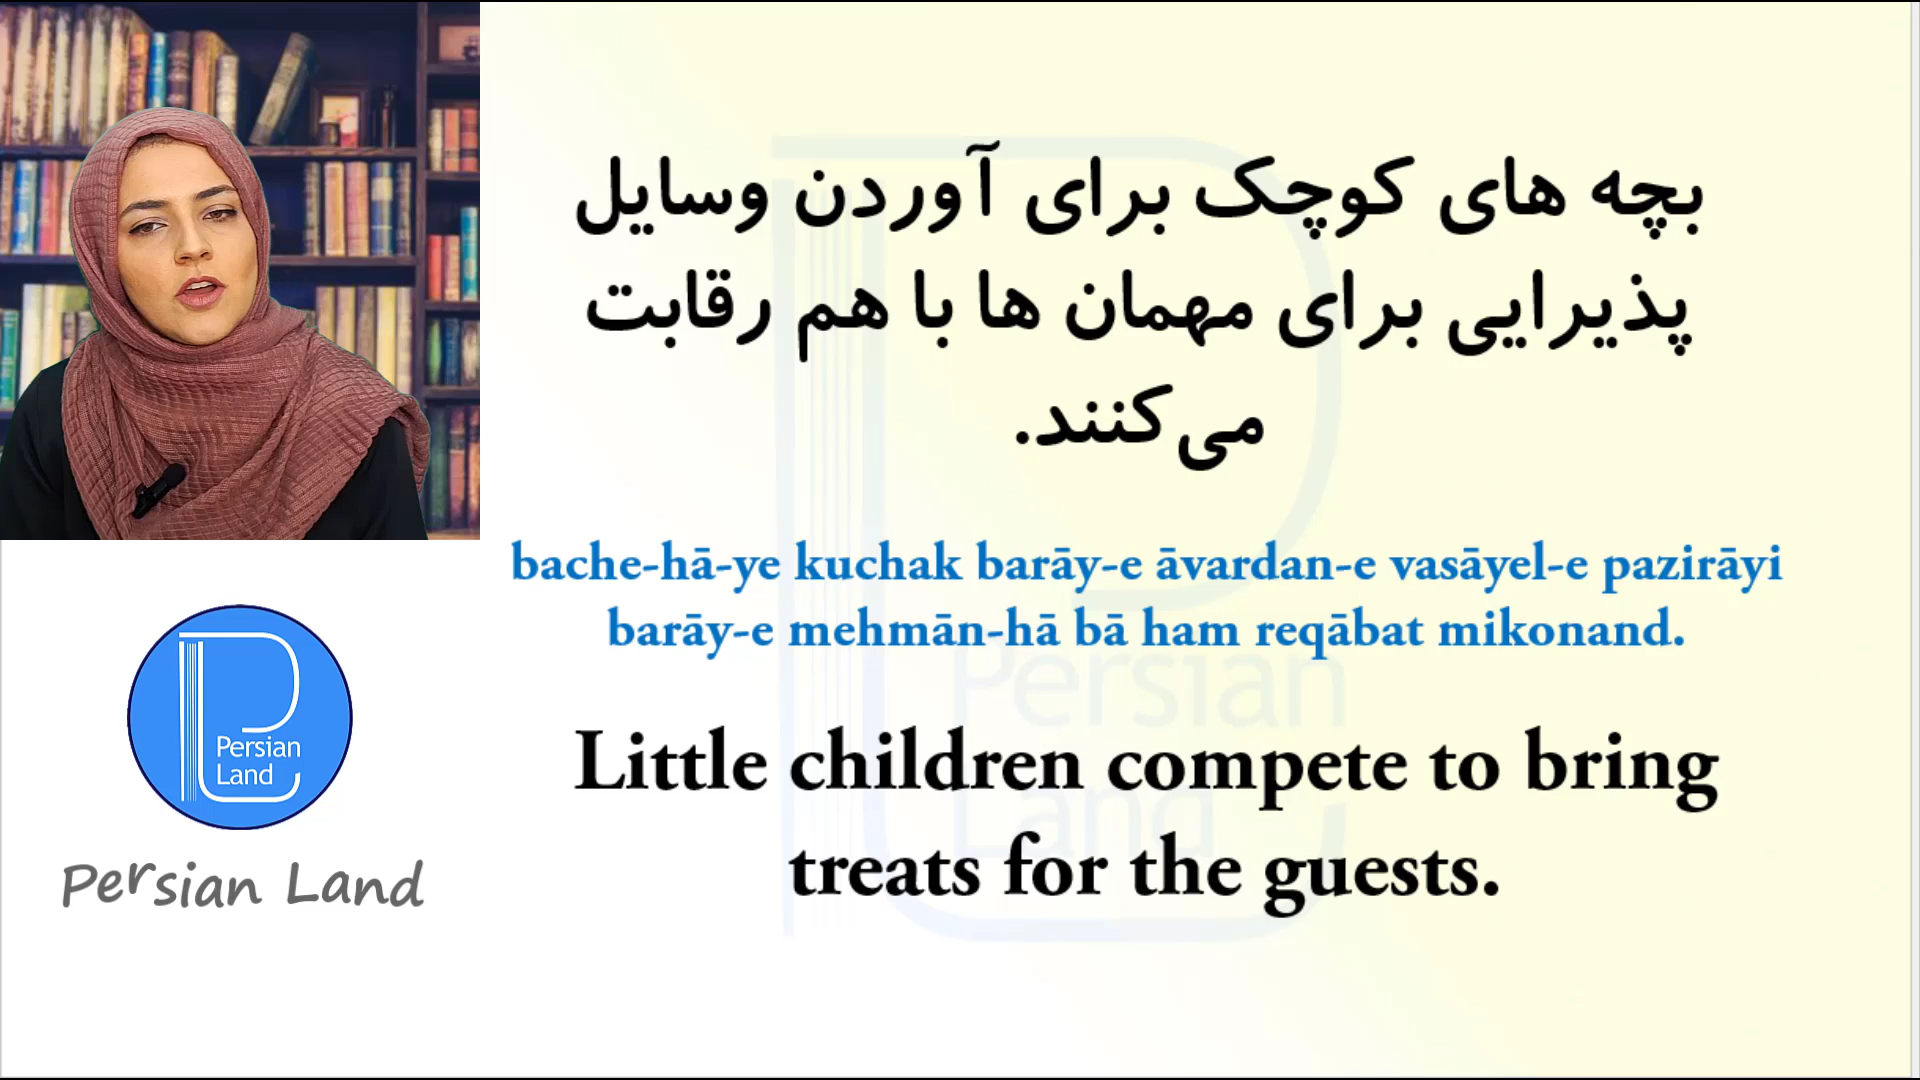 بچه های کوچک برای آوردن وسایل
پذیرایی برای مهمان ها با هم رقابت
می‌کنند.
bache-hā-ye kuchak barāy-e āvardan-e vasāyel-e pazirāyi
barāy-e mehmān-hā bā ham reqābat mikonand.
Little children compete to bring
treats for the guests.
Persian
Land
Persian Land
Persian
Land